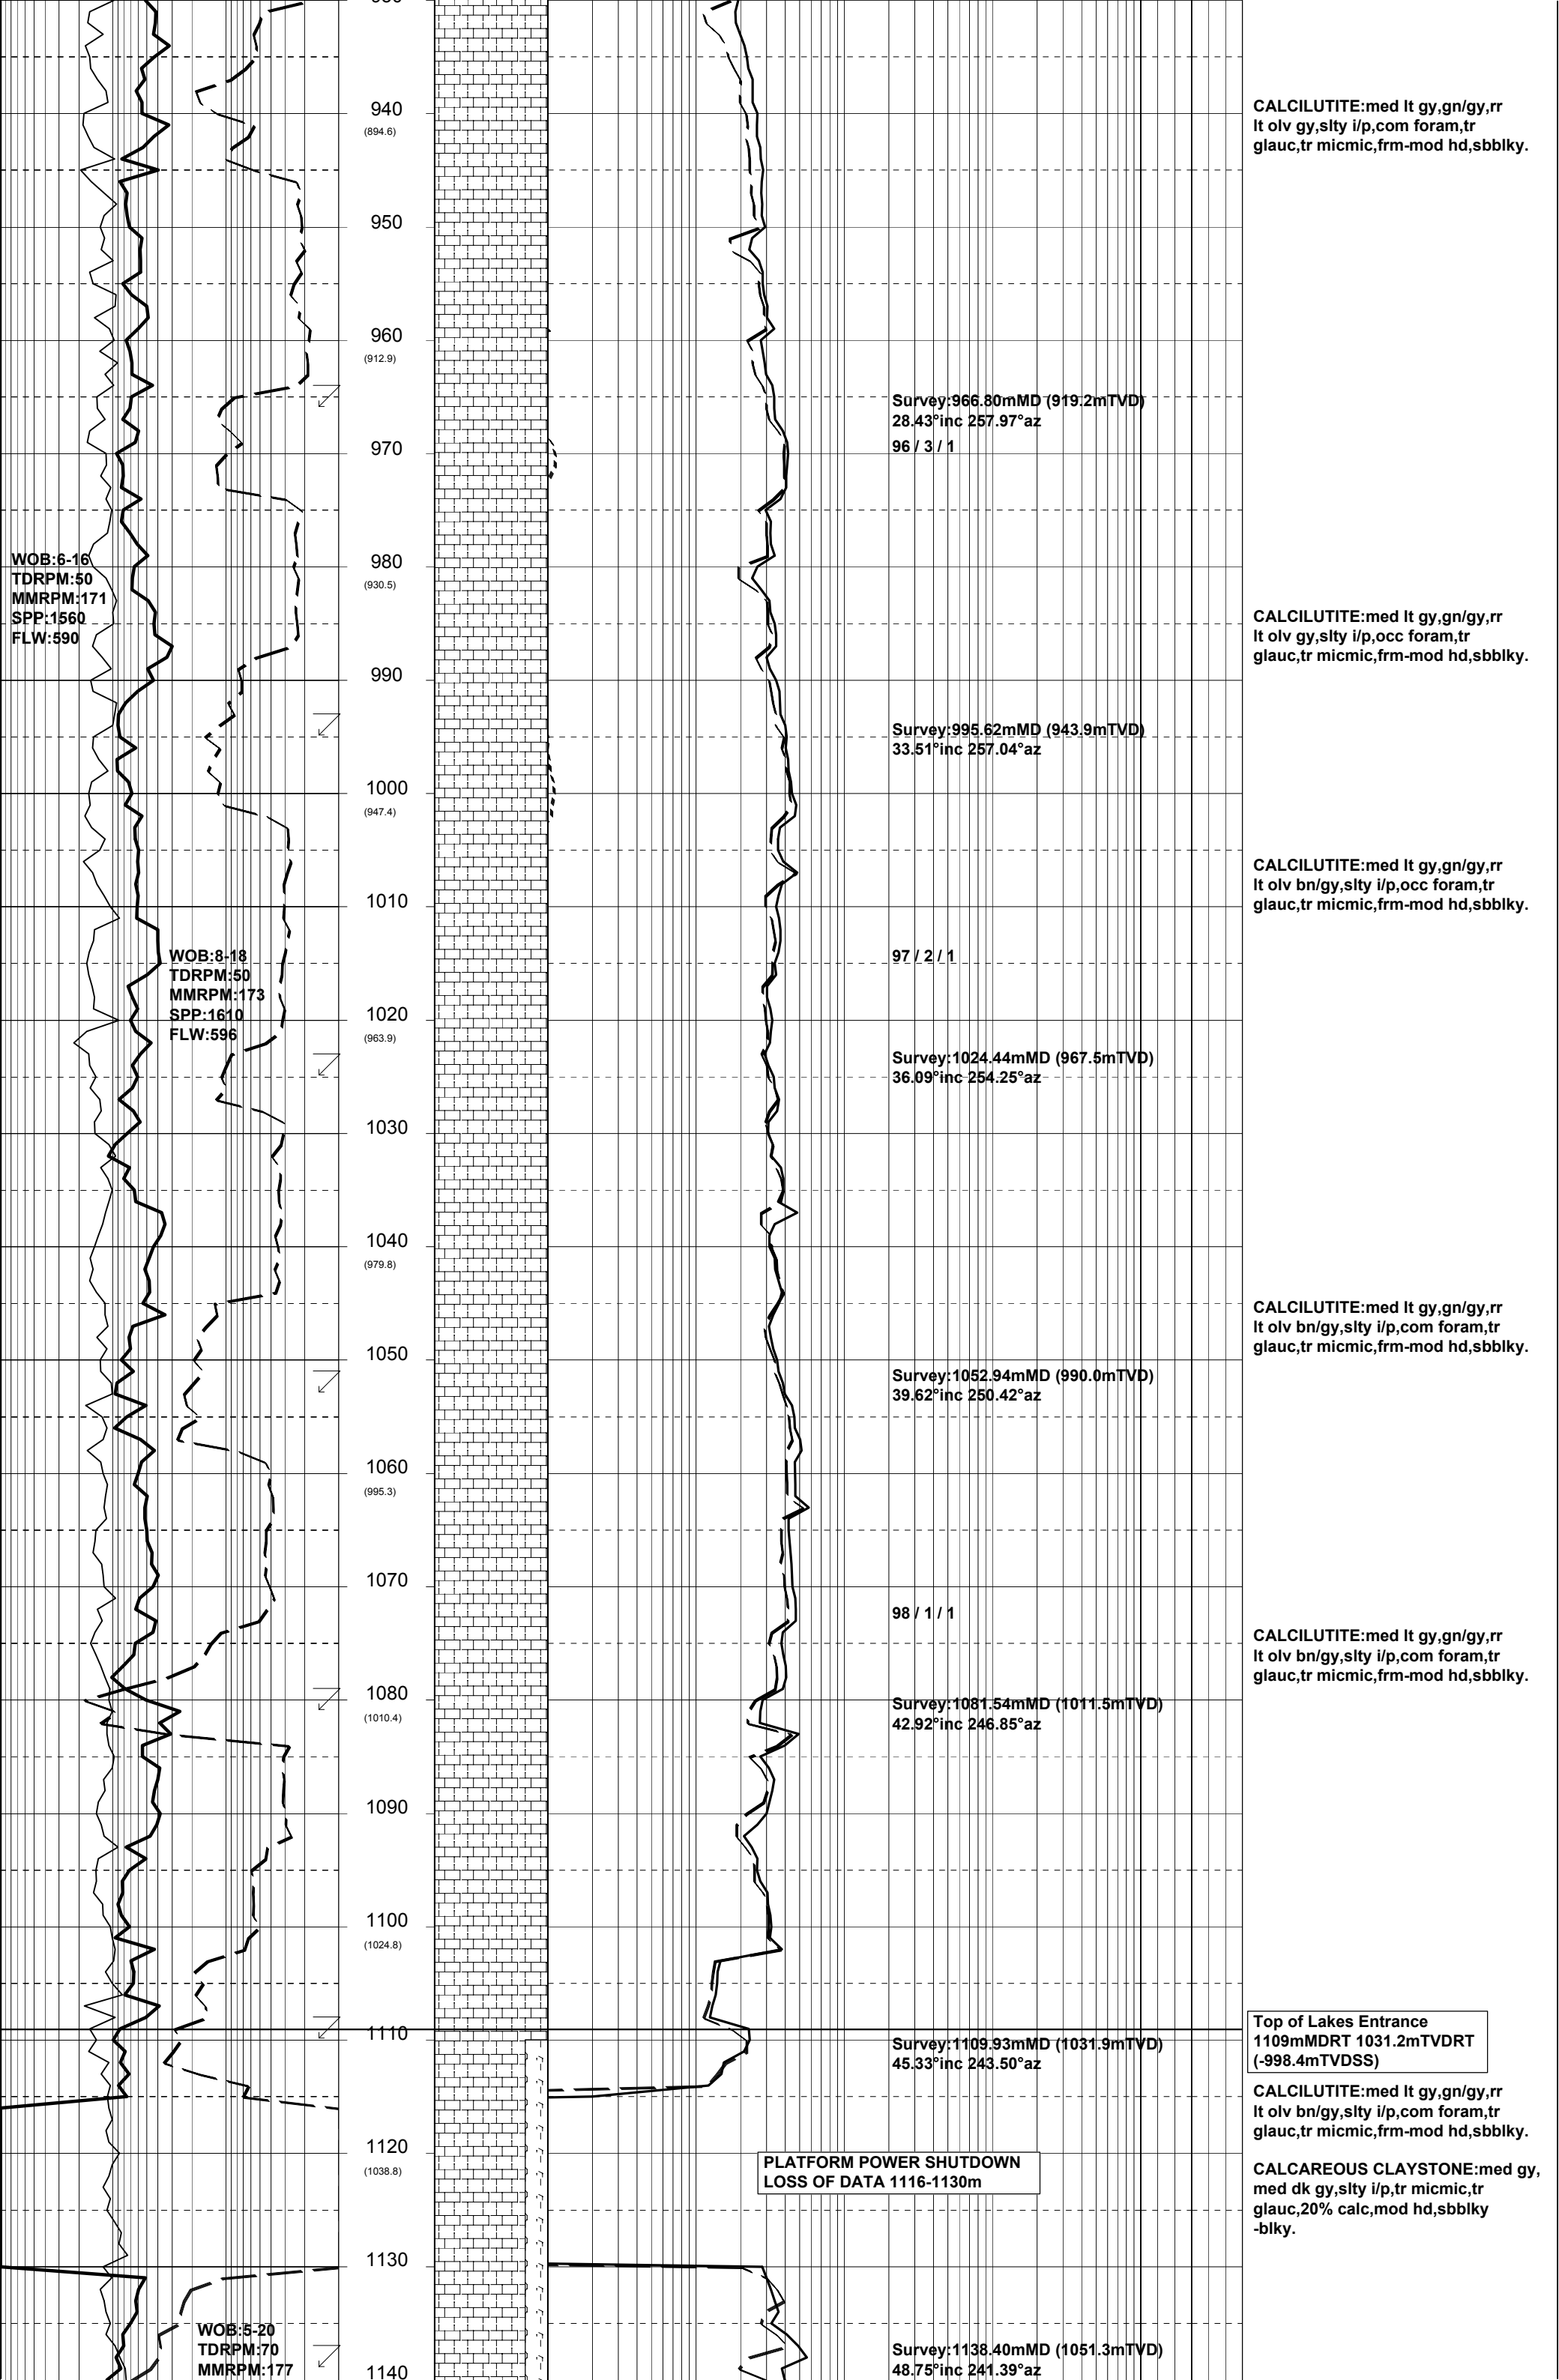 940
(894.6)
CALCILUTITE:med lt gy,gn/gy,rr
lt olv gy,slty i/p,com foram,tr
glauc,tr micmic,frm-mod hd,sbblky.
950
960
(912.9)
Survey:966.80mMD (919.2mTVD)
28.43°inc 257.97°az
96 / 3 / 1
970
WOB:6-16
TDRPM:50
MMRPM:171
SPP:1560
FLW:590
980
(930.5)
CALCILUTITE:med lt gy,gn/gy,rr
lt olv gy,slty i/p,occ foram,tr
glauc,tr micmic,frm-mod hd,sbblky.
990
Survey:995.62mMD (943.9mTVD)
33.51°inc 257.04°az
1000
(947.4)
CALCILUTITE:med lt gy,gn/gy,rr
lt olv bn/gy,slty i/p,occ foram,tr
glauc,tr micmic,frm-mod hd,sbblky.
1010
WOB:8-18
TDRPM:50
MMRPM:173
SPP:1610
FLW:596
97 / 2 / 1
1020
(963.9)
Survey:1024.44mMD (967.5mTVD)
36.09°inc 254.25°az
1030
1040
(979.8)
CALCILUTITE:med lt gy,gn/gy,rr
lt olv bn/gy,slty i/p,com foram,tr
glauc,tr micmic,frm-mod hd,sbblky.
1050
Survey:1052.94mMD (990.0mTVD)
39.62°inc 250.42°az
1060
(995.3)
1070
98 / 1 / 1
CALCILUTITE:med lt gy,gn/gy,rr
lt olv bn/gy,slty i/p,com foram,tr
glauc,tr micmic,frm-mod hd,sbblky.
1080
(1010.4)
Survey:1081.54mMD (1011.5mTVD)
42.92°inc 246.85°az
1090
1100
(1024.8)
1110
Survey:1109.93mMD (1031.9mTVD)
45.33°inc 243.50°az
Top of Lakes Entrance
1109mMDRT 1031.2mTVDRT
(-998.4mTVDSS)
CALCILUTITE:med lt gy,gn/gy,rr
lt olv bn/gy,slty i/p,com foram,tr
glauc,tr micmic,frm-mod hd,sbblky.
1120
(1038.8)
PLATFORM POWER SHUTDOWN
LOSS OF DATA 1116-1130m
CALCAREOUS CLAYSTONE:med gy,
med dk gy,slty i/p,tr micmic,tr
glauc,20% calc,mod hd,sbblky
-blky.
1130
WOB:5-20
TDRPM:70
MMRPM:177
Survey:1138.40mMD (1051.3mTVD)
48.75°inc 241.39°az
1140